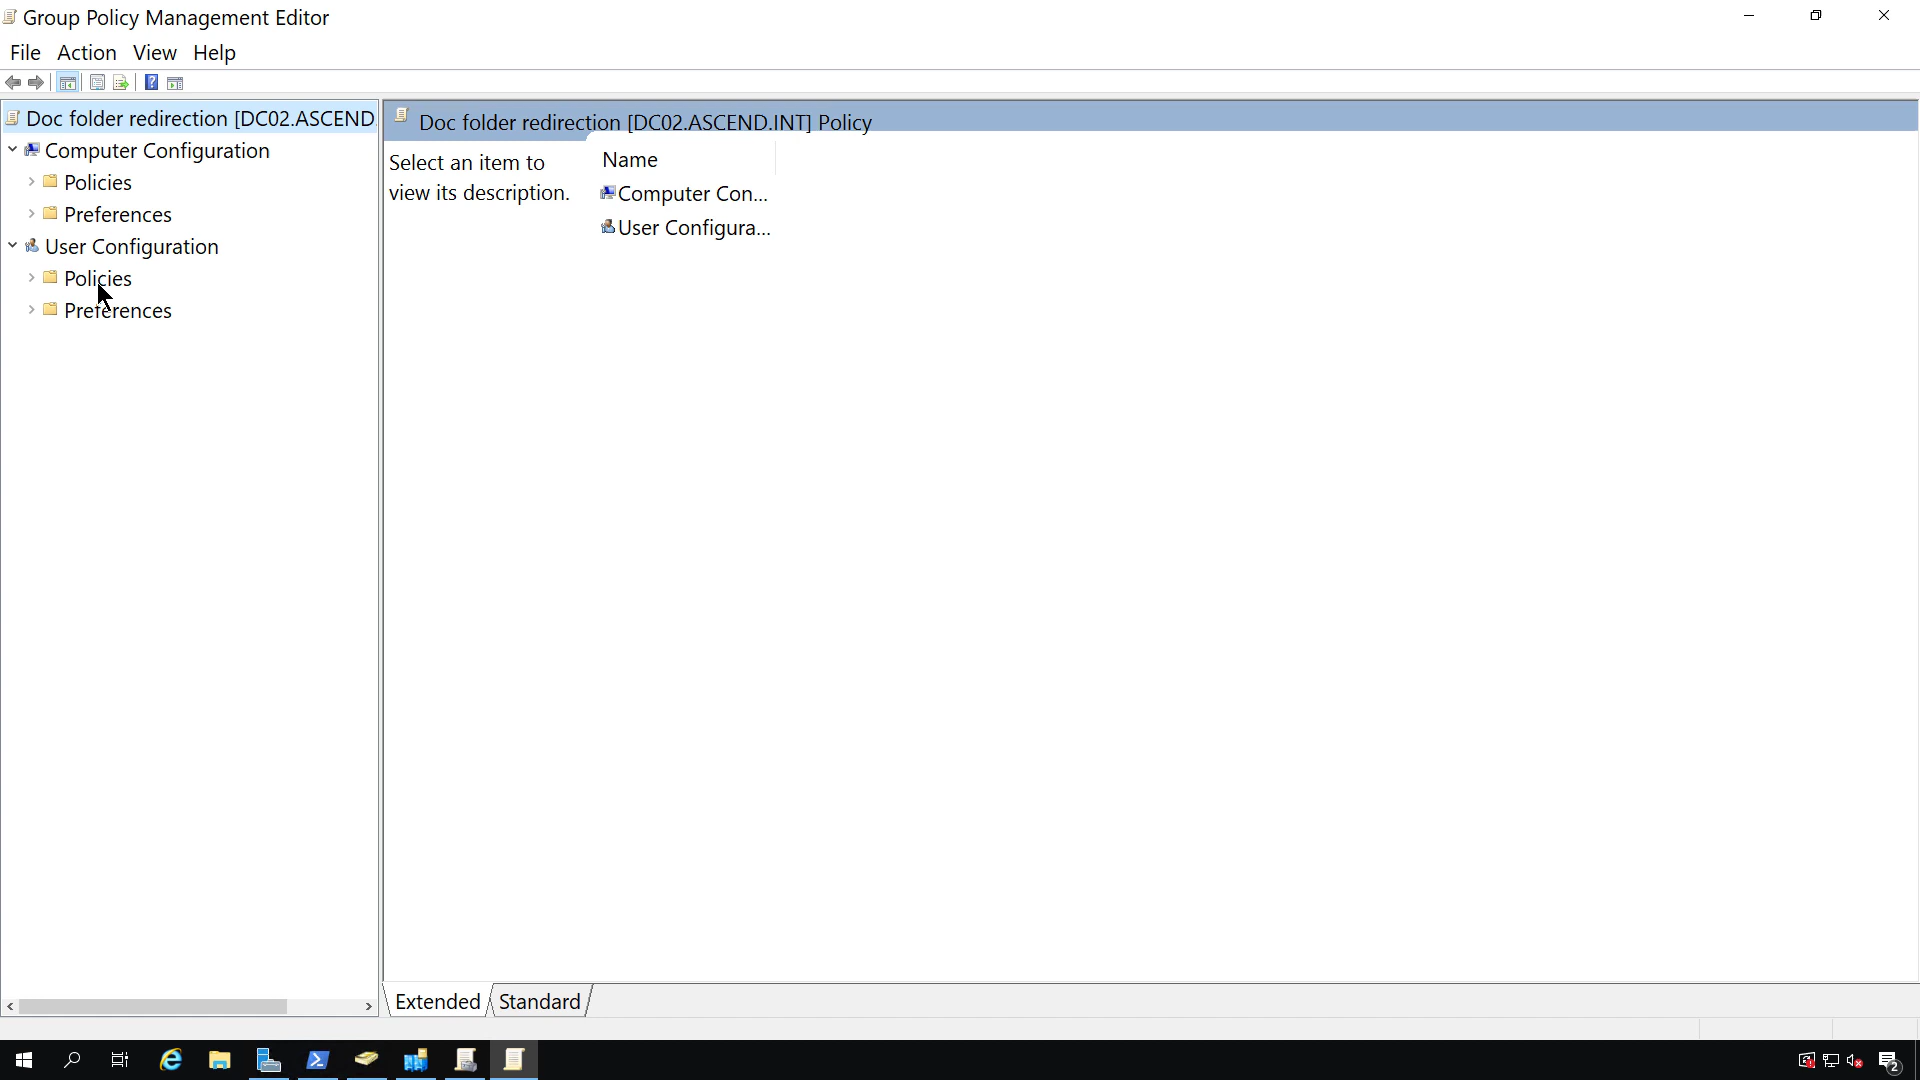 Group Policy Management Editor
File Action View Help
Doc folder redirection [DC02.ASCEND.
Computer Configuration
Policies
Preferences
User Configuration
Policies
Preferences
Doc folder redirection [DC02.ASCEND.INT] Policy
Select an item to
view its description.
Name
Computer Con...
User Configura...
Extended Standard
2